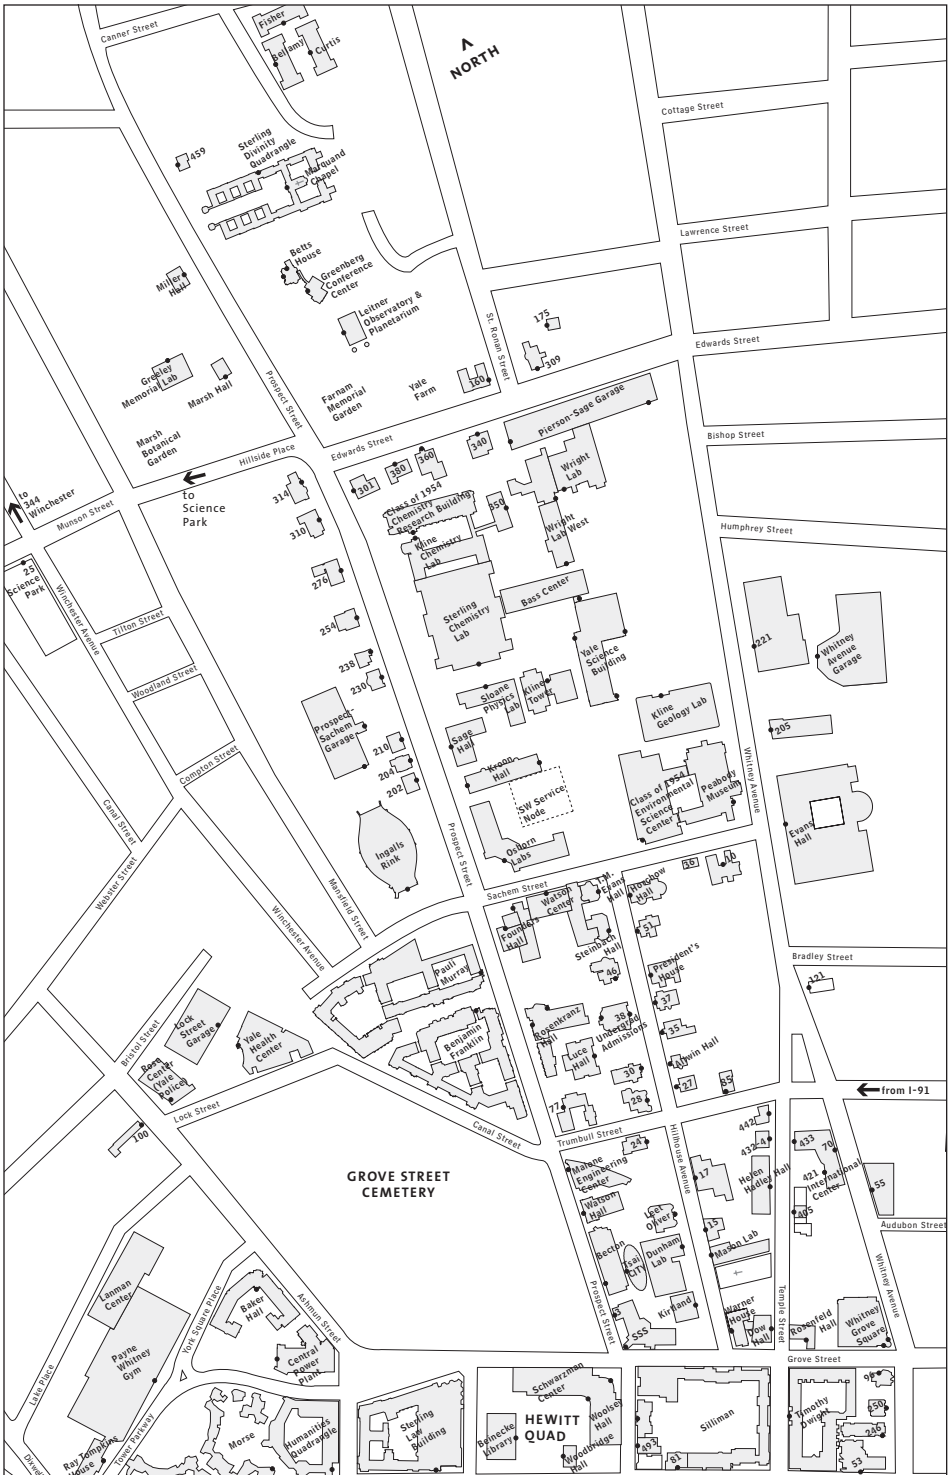 Canner Street
Fisher
Bellamy
Curtis
NORTH
Cottage Street
459
Sterling
Divinity
Quadrangle
Marquand
Chapel
Lawrence Street
Betts
House
Greenberg
Conference
Center
Miller
Hall
Leitner
Observatory &
Planetarium
St. Ronan Street
175
309
Edwards Street
Greeley
Memorial Lab
Marsh Hall
Prospect Street
Farnam
Memorial
Garden
Yale
Farm
160
Pierson-Sage Garage
Marsh
Botanical
Garden
Hillside Place
Edwards Street
Bishop Street
to
344
Winchester
Munson Street
to
Science
Park
314
301
380
360
340
Wright
Lab
Class of 1954
Chemistry
Research Building
350
310
Kline
Chemistry
Lab
Wright
Lab West
Humphrey Street
25
Science
Park
Winchester Avenue
276
Bass Center
Tilton Street
254
Sterling
Chemistry
Lab
Yale
Science
Building
221
Whitney
Avenue
Garage
238
Woodland Street
230
Sloane
Physics
Lab
Kline
Tower
Kline
Geology Lab
Prospect-
Sachem
Garage
205
210
Sage
Hall
Compton Street
204
202
Kroon
Hall
SW Service
Node
Class of 1954
Environmental
Science
Center
Peabody
Museum
Whitney Avenue
Canal Street
Evans
Hall
Ingalls
Rink
Prospect Street
Osborn
Labs
Webster Street
Mansfield Street
Sachem Street
36
10
Winchester Avenue
Watson
Center
T.M.
Evans
Hall
Horchow
Hall
Founders
Hall
Steinbach
Hall
51
Bradley Street
Pauli
Murray
46
President's
House
121
37
Lock
Street
Garage
Bristol Street
Yale
Health
Center
Benjamin
Franklin
Rosenkranz
Hall
38
Undergrad
Admissions
35
Luce
Hall
Allwin Hall
Rose
Center
(Yale
Police)
30
27
85
from I-91
Lock Street
100
Canal Street
77
28
Trumbull Street
24
Hillhouse Avenue
442
432-4
433
70
GROVE STREET
CEMETERY
Malone
Engineering
Center
17
Helen
Hadley Hall
421
International
Center
55
Watson
Hall
Leet
Oliver
15
405
Audubon Street
Becton
Tsai
CITY
Dunham
Lab
Mason Lab
Lanman
Center
York Square Place
Baker
Hall
Ashmun Street
Prospect Street
Kirtland
SSS
Warner
House
Dow
Hall
Temple Street
Rosenfeld
Hall
Whitney
Grove
Square
Whitney Avenue
Payne
Whitney
Gym
Central
Power
Plant
Grove Street
Lake Place
Schwarzman
Center
Sterling
Law
Building
HEWITT
QUAD
Beinecke
Library
Woolsey
Hall
Woodbridge
Hall
Silliman
Timothy
Dwight
96
250
246
53
493
81
Morse
Humanities
Quadrangle
Tower Parkway
Ray Tompkins
House